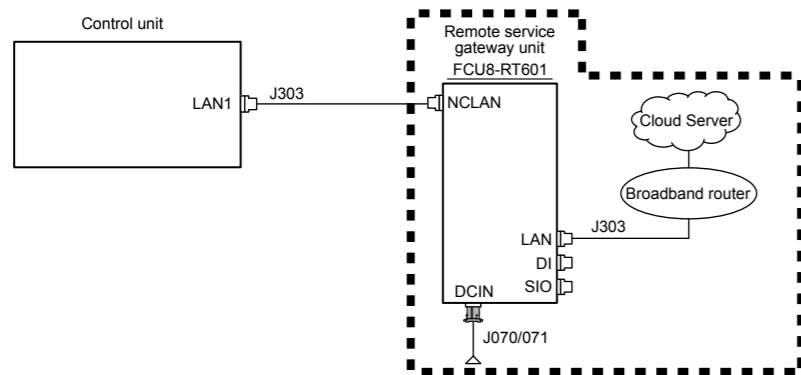 Control unit
LAN1
J303
Remote service
gateway unit
FCU8-RT601
NCLAN
LAN
DI
SIO
DCIN
J070/071
J303
Cloud Server
Broadband router